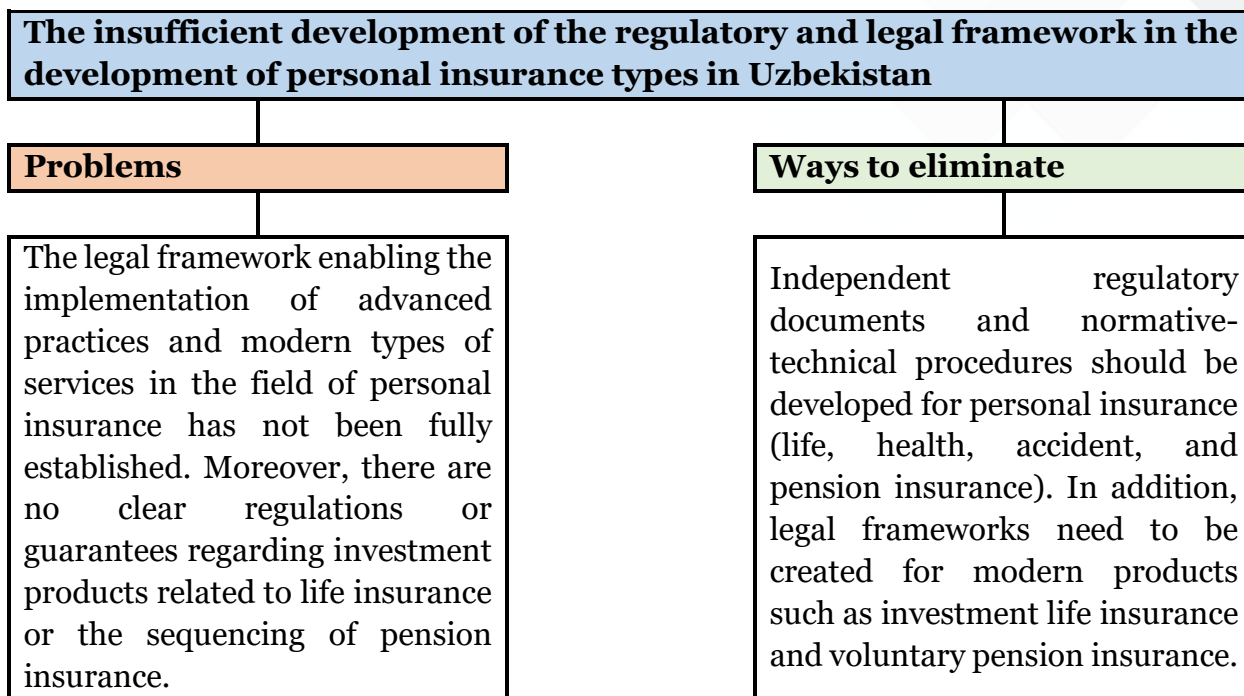 The insufficient development of the regulatory and legal framework in the
development of personal insurance types in Uzbekistan
Problems
The legal framework enabling the
implementation of advanced
practices and modern types of
services in the field of personal
insurance has not been fully
established. Moreover, there are
no clear regulations or
guarantees regarding investment
products related to life insurance
or the sequencing of pension
insurance.
Ways to eliminate
Independent regulatory
documents and normative-
technical procedures should be
developed for personal insurance
(life, health, accident, and
pension insurance). In addition,
legal frameworks need to be
created for modern products
such as investment life insurance
and voluntary pension insurance.